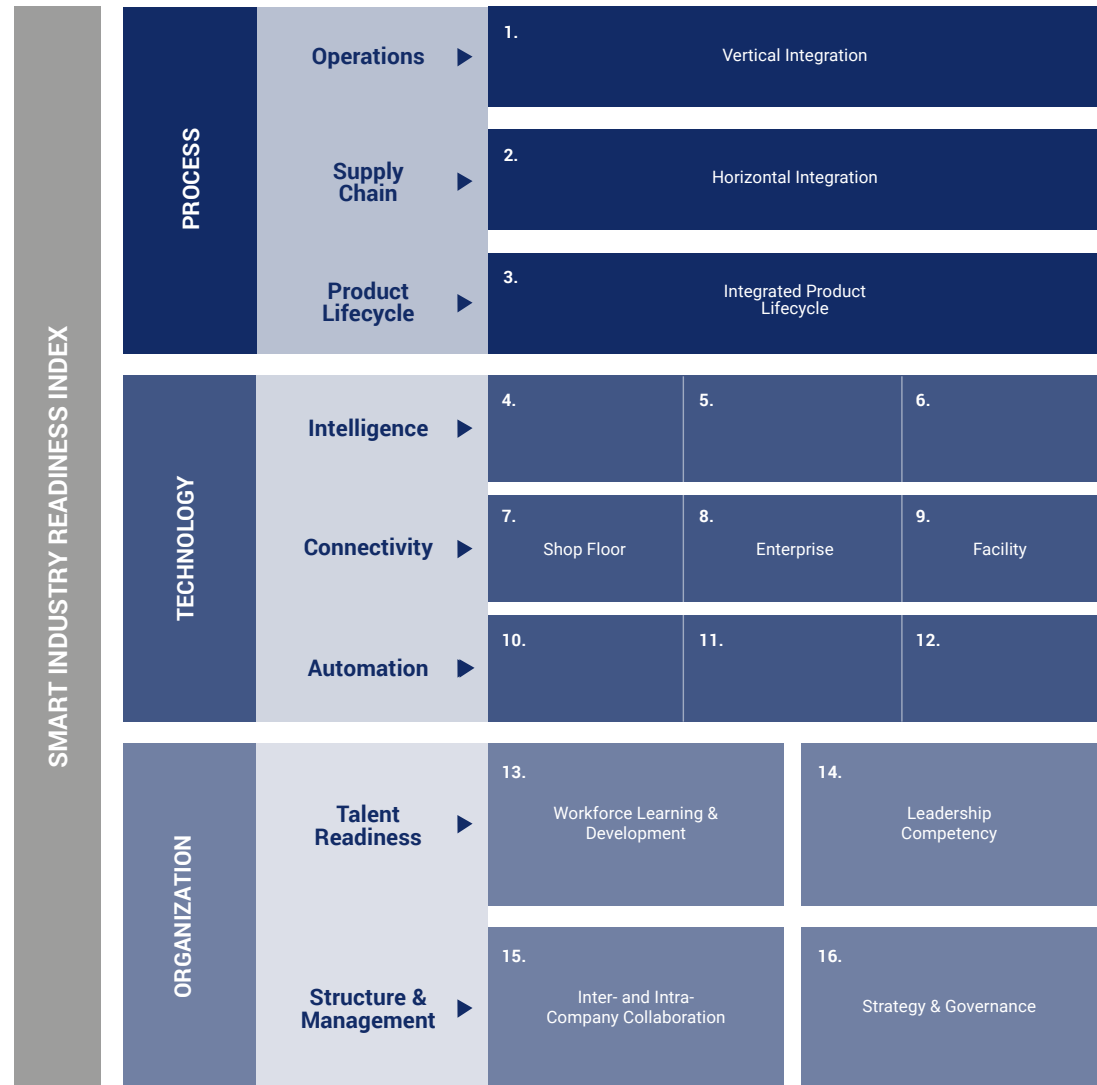 SMART INDUSTRY READINESS INDEX
PROCESS
Operations
1.
Vertical Integration
Supply
Chain
2.
Horizontal Integration
Product
Lifecycle
3.
Integrated Product
Lifecycle
TECHNOLOGY
Intelligence
4.
5.
6.
Connectivity
7.
Shop Floor
8.
Enterprise
9.
Facility
Automation
10.
11.
12.
ORGANIZATION
Talent
Readiness
13.
Workforce Learning &
Development
14.
Leadership
Competency
Structure &
Management
15.
Inter- and Intra-
Company Collaboration
16.
Strategy & Governance